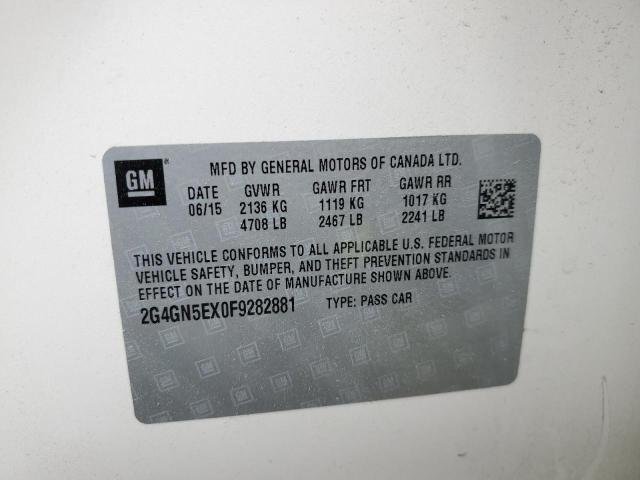 GM
MFD BY GENERAL MOTORS OF CANADA LTD.
DATE GVWR GAWR FRT GAWR RR
06/15 2136 KG 1119 KG 1017 KG
4708 LB 2467 LB 2241 LB
THIS VEHICLE CONFORMS TO ALL APPLICABLE U.S. FEDERAL MOTOR
VEHICLE SAFETY, BUMPER, AND THEFT PREVENTION STANDARDS IN
EFFECT ON THE DATE OF MANUFACTURE SHOWN ABOVE.
2G4GN5EX0F9282881 TYPE: PASS CAR